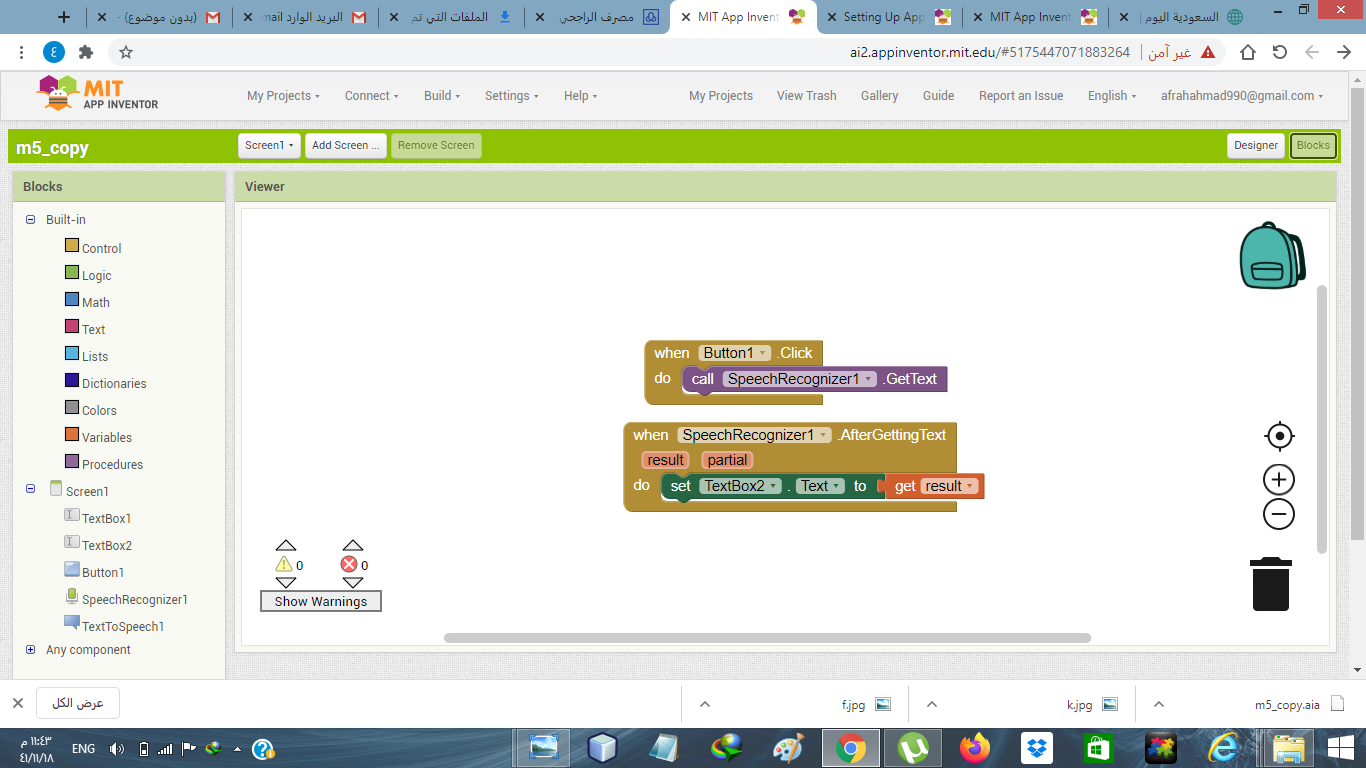 (بدون موضوع) -
البريد الوارد mail
الملفات التي تم
مصرف الراجحي -
MIT App Invent
Setting Up App
MIT App Invent
السعودية اليوم |
٤
ai2.appinventor.mit.edu/#5175447071883264
غير آمن
MIT
APP INVENTOR
My Projects
Connect
Build
Settings
Help
My Projects
View Trash
Gallery
Guide
Report an Issue
English
afrahahmad990@gmail.com
m5_copy
Screen1
Add Screen ...
Remove Screen
Designer
Blocks
Blocks
Viewer
Built-in
Control
Logic
Math
Text
Lists
Dictionaries
Colors
Variables
Procedures
Screen1
TextBox1
TextBox2
Button1
SpeechRecognizer1
TextToSpeech1
Any component
when Button1 .Click
do call SpeechRecognizer1 .GetText
when SpeechRecognizer1 .AfterGettingText
result partial
do set TextBox2 . Text to get result
0 0
Show Warnings
عرض الكل
f.jpg
k.jpg
m5_copy.aia
١١:٤٣ م
٤١/١١/١٨
ENG